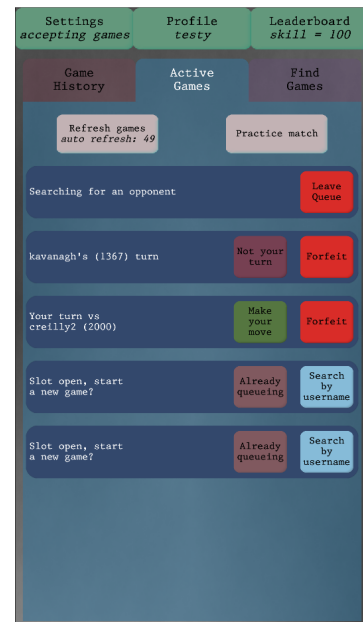 Settings
accepting games
Profile
testy
Leaderboard
skill = 100
Game
History
Active
Games
Find
Games
Refresh games
auto refresh: 49
Practice match
Searching for an opponent
Leave
Queue
kavanagh's (1367) turn
Not your
turn
Forfeit
Your turn vs
creilly2 (2000)
Make
your
move
Forfeit
Slot open, start
a new game?
Already
queueing
Search
by
username
Slot open, start
a new game?
Already
queueing
Search
by
username